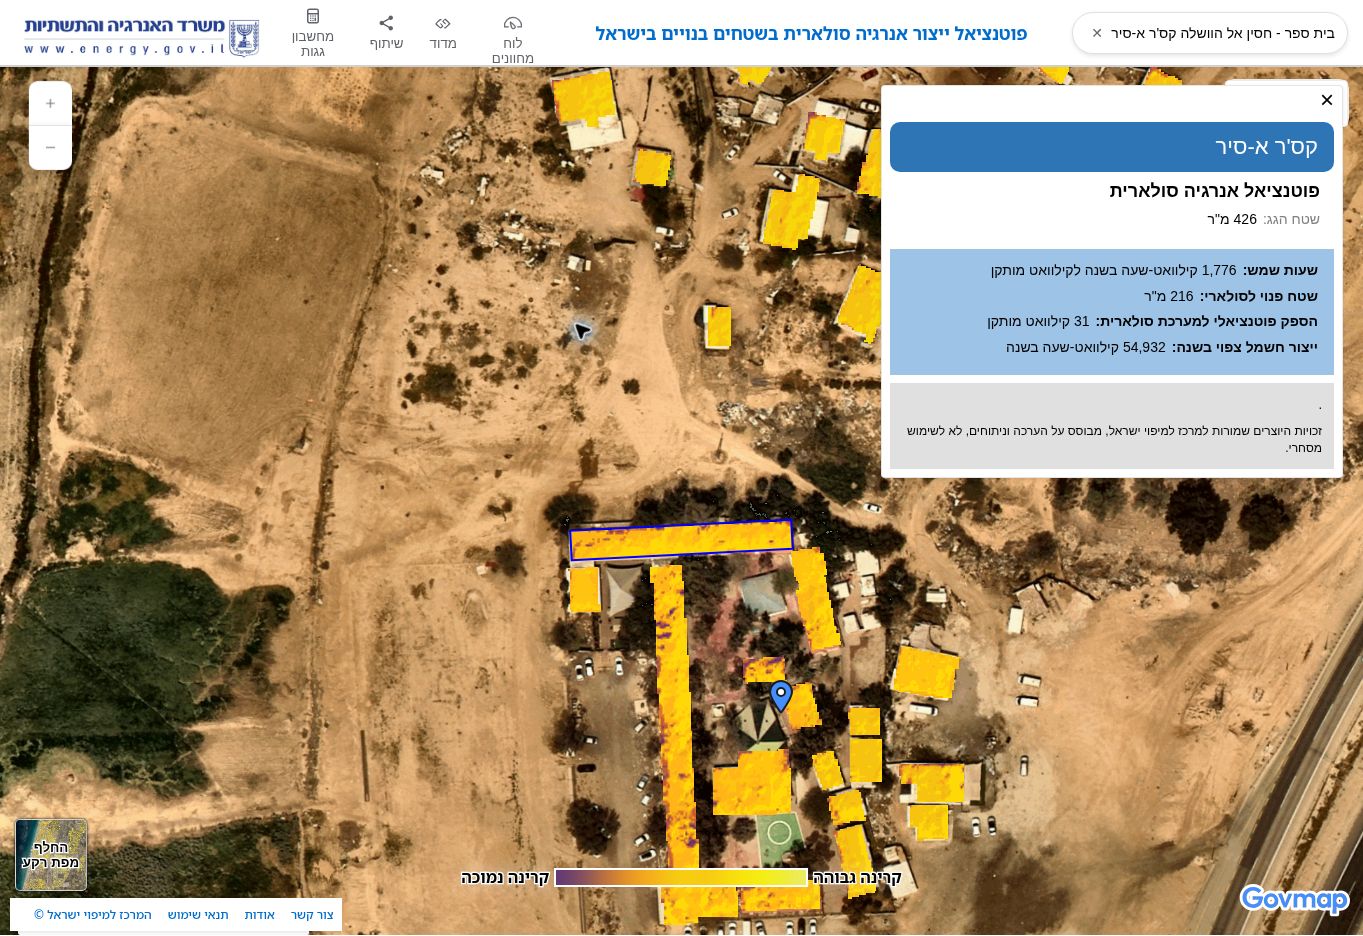 משרד האנרגיה והתשתיות
www.energy.gov.il
מחשבון
גגות
שיתוף
מדוד
לוח
מחוונים
פוטנציאל ייצור אנרגיה סולארית בשטחים בנויים בישראל
בית ספר - חסין אל הוושלה קס'ר א-סיר ×
+
−
×
קס'ר א-סיר
פוטנציאל אנרגיה סולארית
שטח הגג: 426 מ"ר
שעות שמש: 1,776 קילוואט-שעה בשנה לקילוואט מותקן
שטח פנוי לסולארי: 216 מ"ר
הספק פוטנציאלי למערכת סולארית: 31 קילוואט מותקן
ייצור חשמל צפוי בשנה: 54,932 קילוואט-שעה בשנה
.
זכויות היוצרים שמורות למרכז למיפוי ישראל, מבוסס על הערכה וניתוחים, לא לשימוש
מסחרי.
החלף
מפת רקע
קרינה גבוהה
קרינה נמוכה
צור קשר אודות תנאי שימוש המרכז למיפוי ישראל ©
Govmap